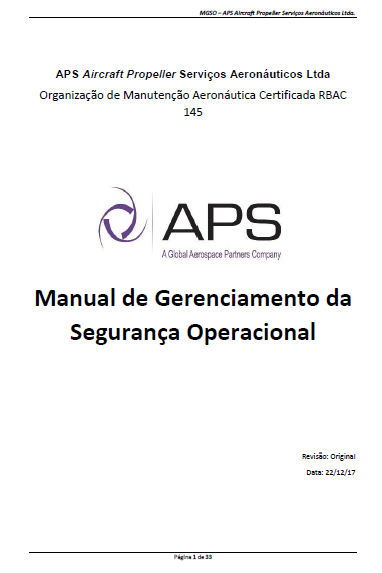 MGSO – APS Aircraft Propeller Serviços Aeronáuticos Ltda.
APS Aircraft Propeller Serviços Aeronáuticos Ltda
Organização de Manutenção Aeronáutica Certificada RBAC
145
APS
A Global Aerospace Partners Company
Manual de Gerenciamento da
Segurança Operacional
Revisão: Original
Data: 22/12/17
Página 1 de 33